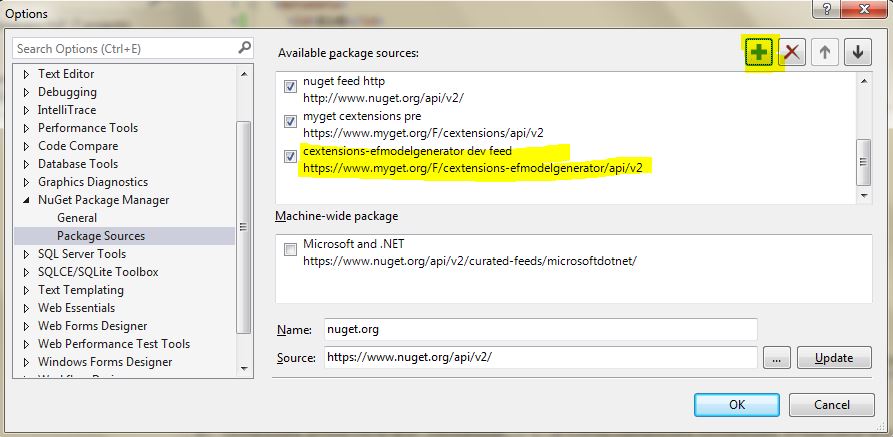 Options
Search Options (Ctrl+E)
Text Editor
Debugging
IntelliTrace
Performance Tools
Code Compare
Database Tools
Graphics Diagnostics
NuGet Package Manager
General
Package Sources
SQL Server Tools
SQLCE/SQLite Toolbox
Text Templating
Web Essentials
Web Forms Designer
Web Performance Test Tools
Windows Forms Designer
Available package sources:
nuget feed http
http://www.nuget.org/api/v2/
myget cextensions pre
https://www.myget.org/F/cextensions/api/v2
cextensions-efmodelgenerator dev feed
https://www.myget.org/F/cextensions-efmodelgenerator/api/v2
Machine-wide package
Microsoft and .NET
https://www.nuget.org/api/v2/curated-feeds/microsoftdotnet/
Name: nuget.org
Source: https://www.nuget.org/api/v2/ ... Update
OK Cancel